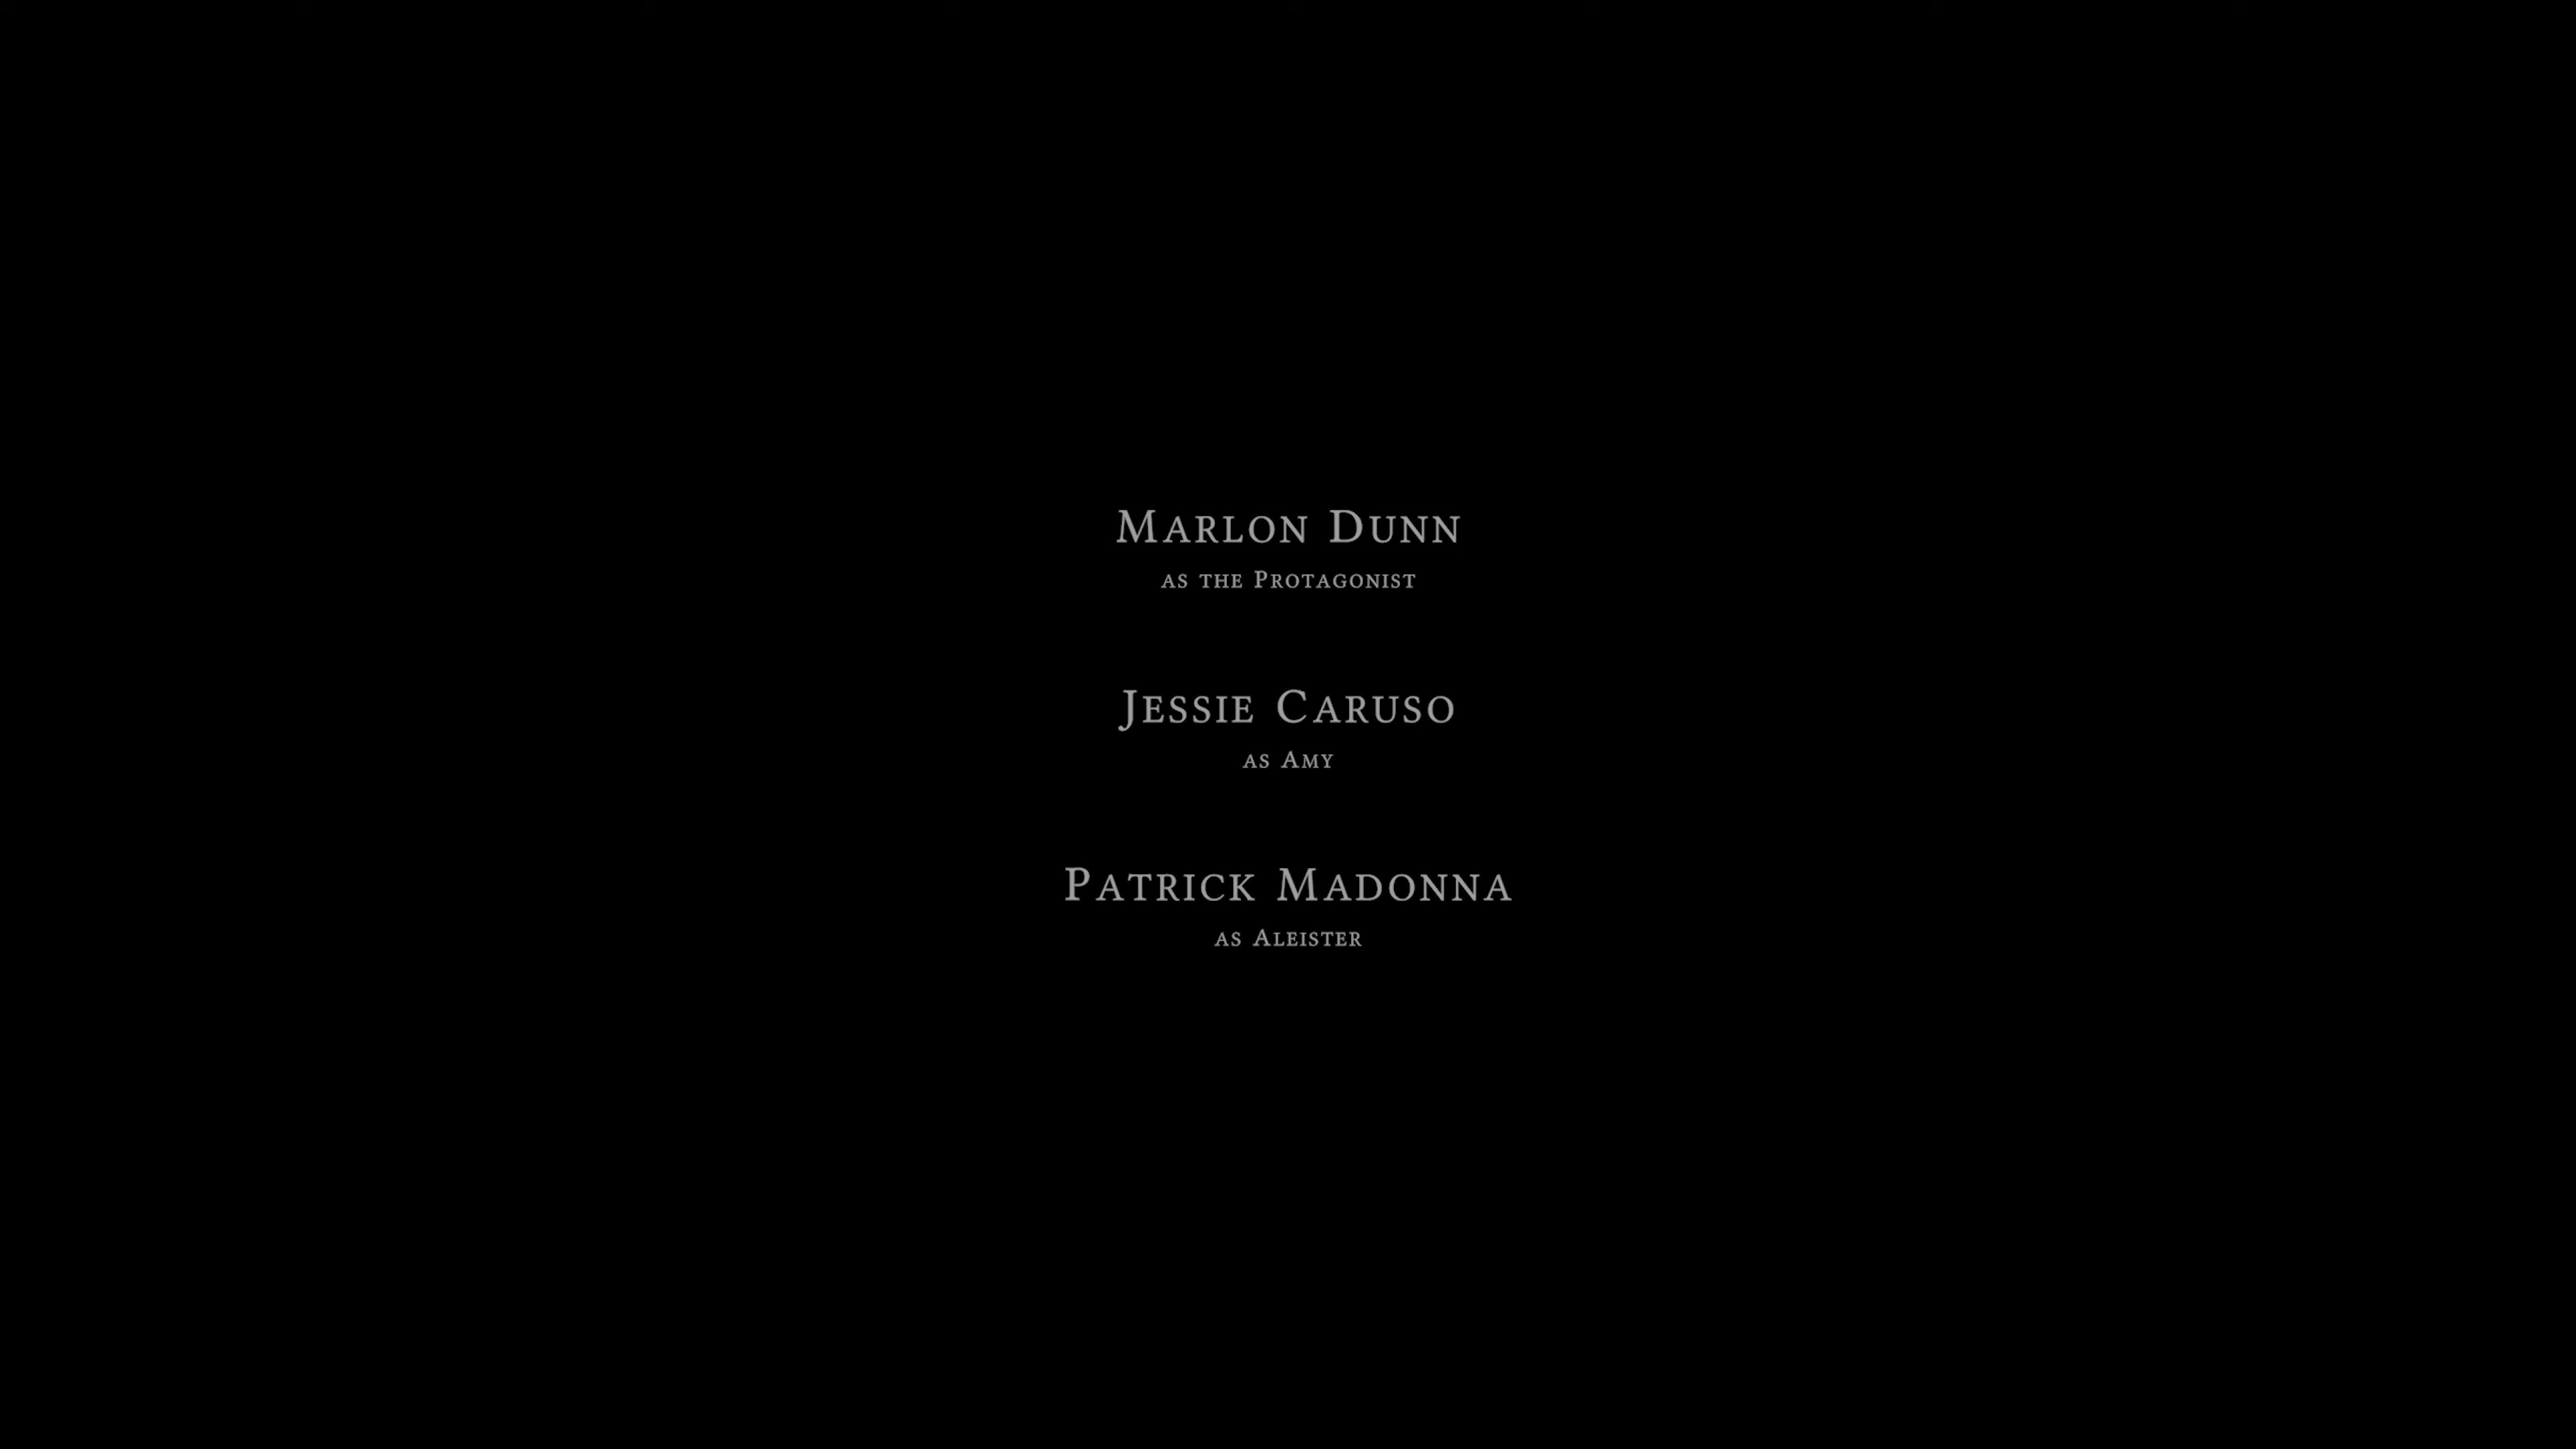 Marlon Dunn
as the Protagonist
Jessie Caruso
as Amy
Patrick Madonna
as Aleister